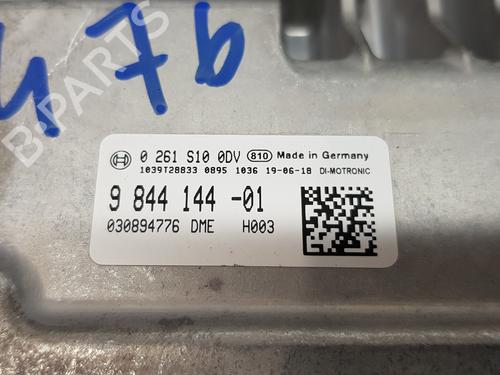 47b
B-PARTS
0 261 S10 0DV 810 Made in Germany
1039T28833 0895 1036 19-06-18 DI-MOTRONIC
9 844 144 -01
030894776 DME H003